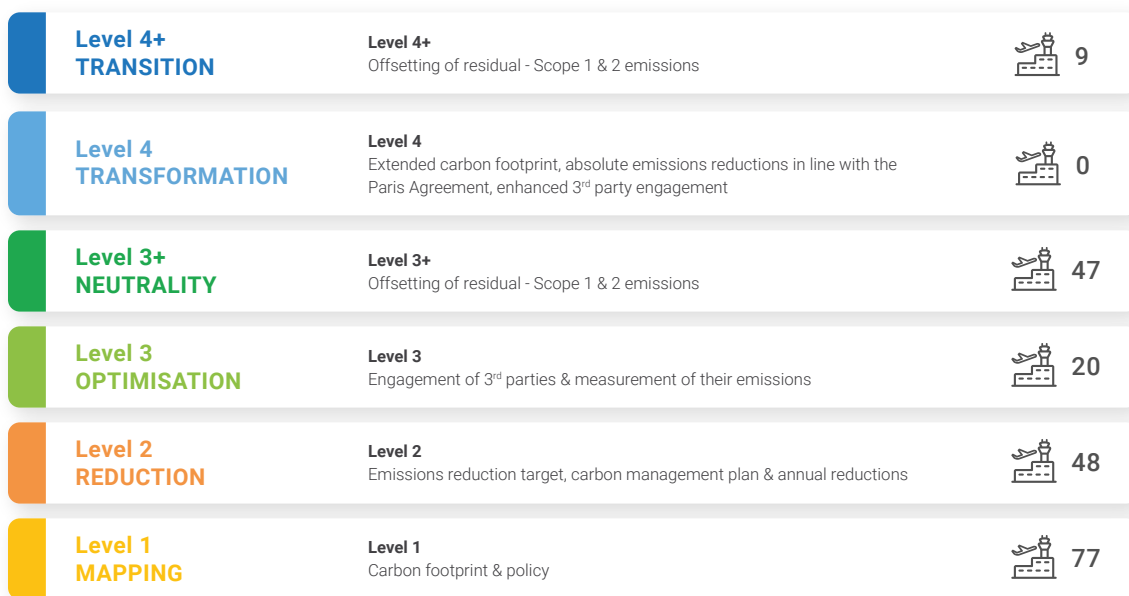 Level 4+
TRANSITION
Level 4+
Offsetting of residual - Scope 1 & 2 emissions
9
Level 4
TRANSFORMATION
Level 4
Extended carbon footprint, absolute emissions reductions in line with the
Paris Agreement, enhanced 3rd party engagement
0
Level 3+
NEUTRALITY
Level 3+
Offsetting of residual - Scope 1 & 2 emissions
47
Level 3
OPTIMISATION
Level 3
Engagement of 3rd parties & measurement of their emissions
20
Level 2
REDUCTION
Level 2
Emissions reduction target, carbon management plan & annual reductions
48
Level 1
MAPPING
Level 1
Carbon footprint & policy
77